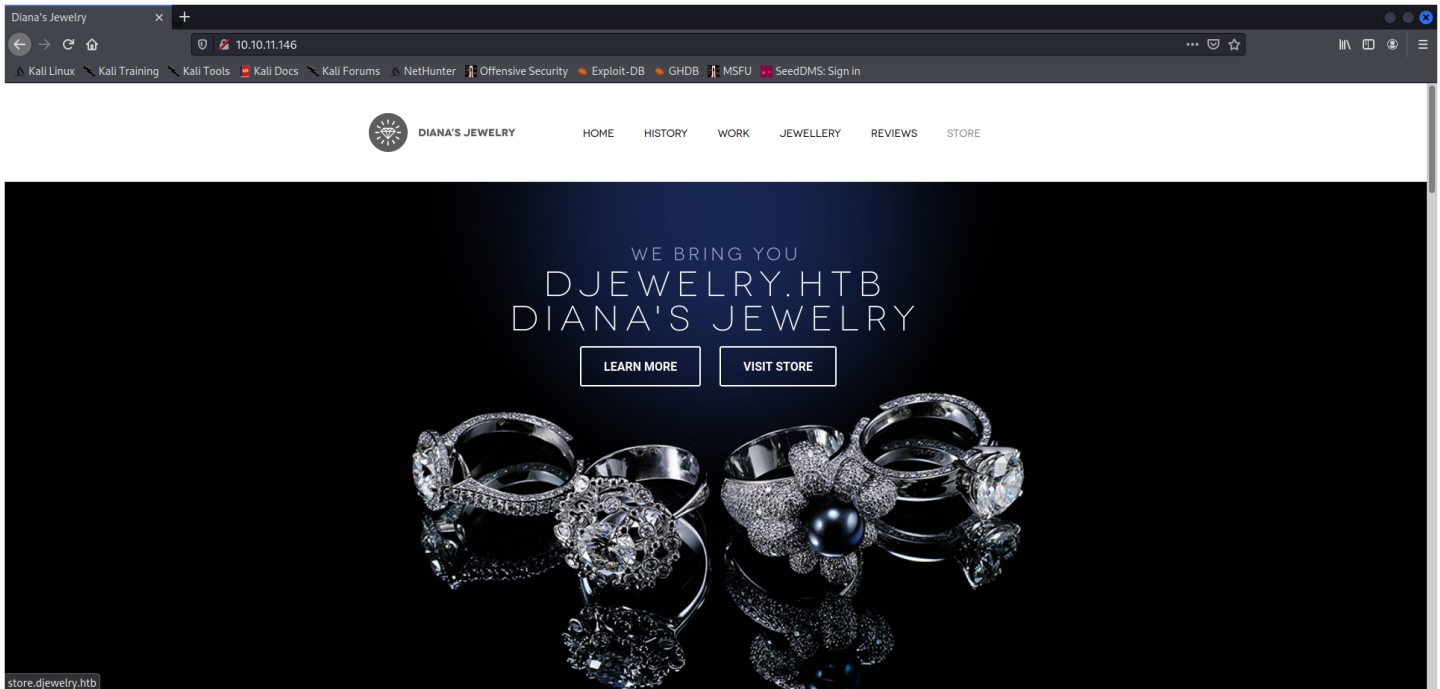 Diana's Jewelry
10.10.11.146
Kali Linux Kali Training Kali Tools Kali Docs Kali Forums NetHunter Offensive Security Exploit-DB GHDB MSFU SeedDMS: Sign in
DIANA'S JEWELRY HOME HISTORY WORK JEWELLERY REVIEWS STORE
WE BRING YOU
DJEWELRY.HTB
DIANA'S JEWELRY
LEARN MORE VISIT STORE
store.djewelry.htb